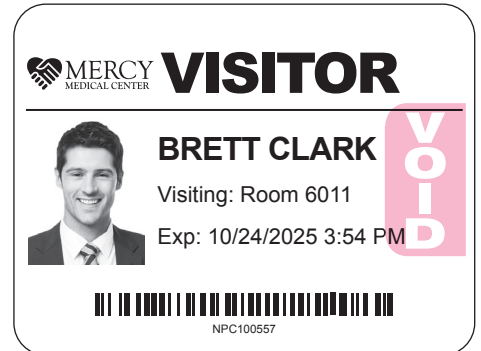 MERCY
MEDICAL CENTER
VISITOR
BRETT CLARK
Visiting: Room 6011
Exp: 10/24/2025 3:54 PM
VOID
NPC100557